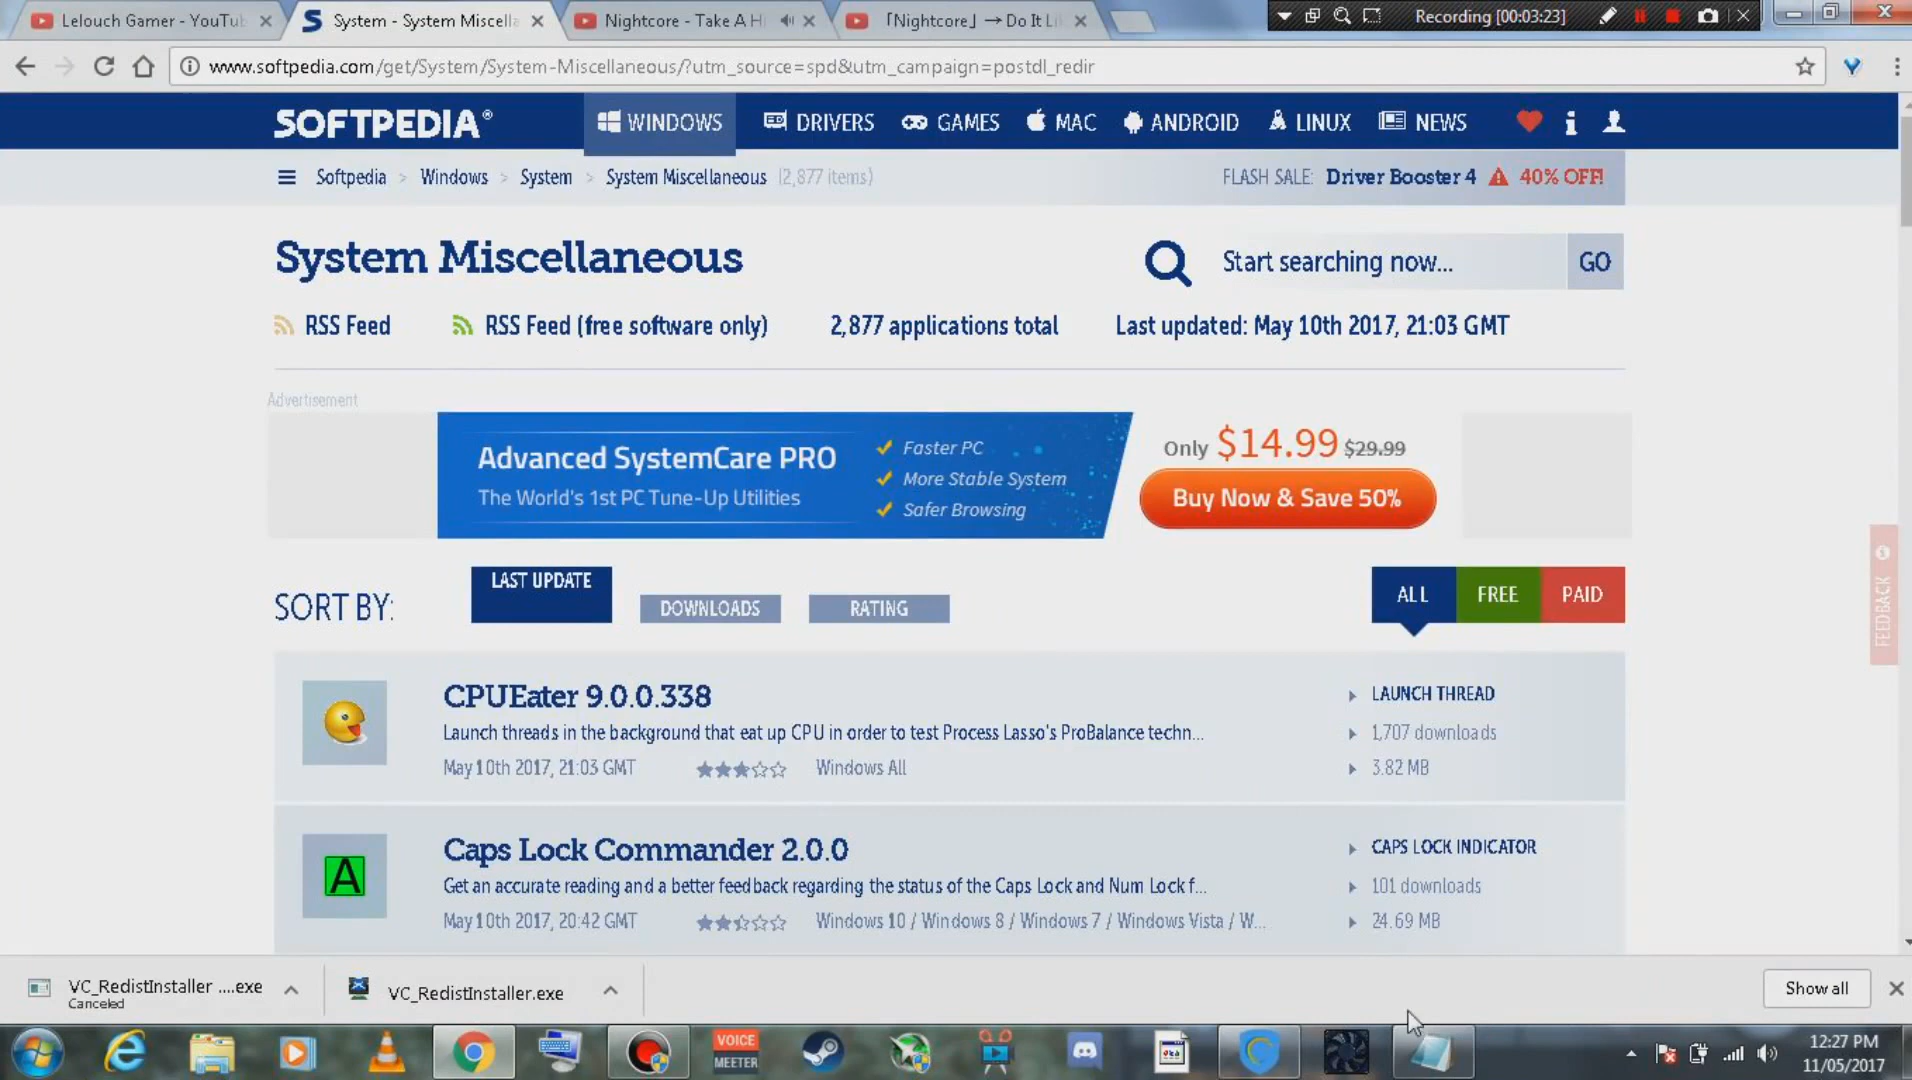 Lelouch Gamer - YouTub
System - System Miscella
Nightcore - Take A Hi
「Nightcore」 → Do It Li
Recording [00:03:23]
www.softpedia.com/get/System/System-Miscellaneous/?utm_source=spd&utm_campaign=postdl_redir
SOFTPEDIA®
WINDOWS
DRIVERS
GAMES
MAC
ANDROID
LINUX
NEWS
Softpedia > Windows > System > System Miscellaneous (2,877 items)
FLASH SALE: Driver Booster 4 40% OFF!
System Miscellaneous
Start searching now...
GO
RSS Feed
RSS Feed (free software only)
2,877 applications total
Last updated: May 10th 2017, 21:03 GMT
Advertisement
Advanced SystemCare PRO
The World's 1st PC Tune-Up Utilities
Faster PC
More Stable System
Safer Browsing
Only $14.99 $29.99
Buy Now & Save 50%
SORT BY:
LAST UPDATE
DOWNLOADS
RATING
ALL
FREE
PAID
FEEDBACK
CPUEater 9.0.0.338
Launch threads in the background that eat up CPU in order to test Process Lasso's ProBalance techn...
May 10th 2017, 21:03 GMT
Windows All
LAUNCH THREAD
1,707 downloads
3.82 MB
A
Caps Lock Commander 2.0.0
Get an accurate reading and a better feedback regarding the status of the Caps Lock and Num Lock f...
May 10th 2017, 20:42 GMT
Windows 10 / Windows 8 / Windows 7 / Windows Vista / W...
CAPS LOCK INDICATOR
101 downloads
24.69 MB
VC_RedistInstaller ....exe
Canceled
VC_RedistInstaller.exe
Show all
VOICE
MEETER
12:27 PM
11/05/2017